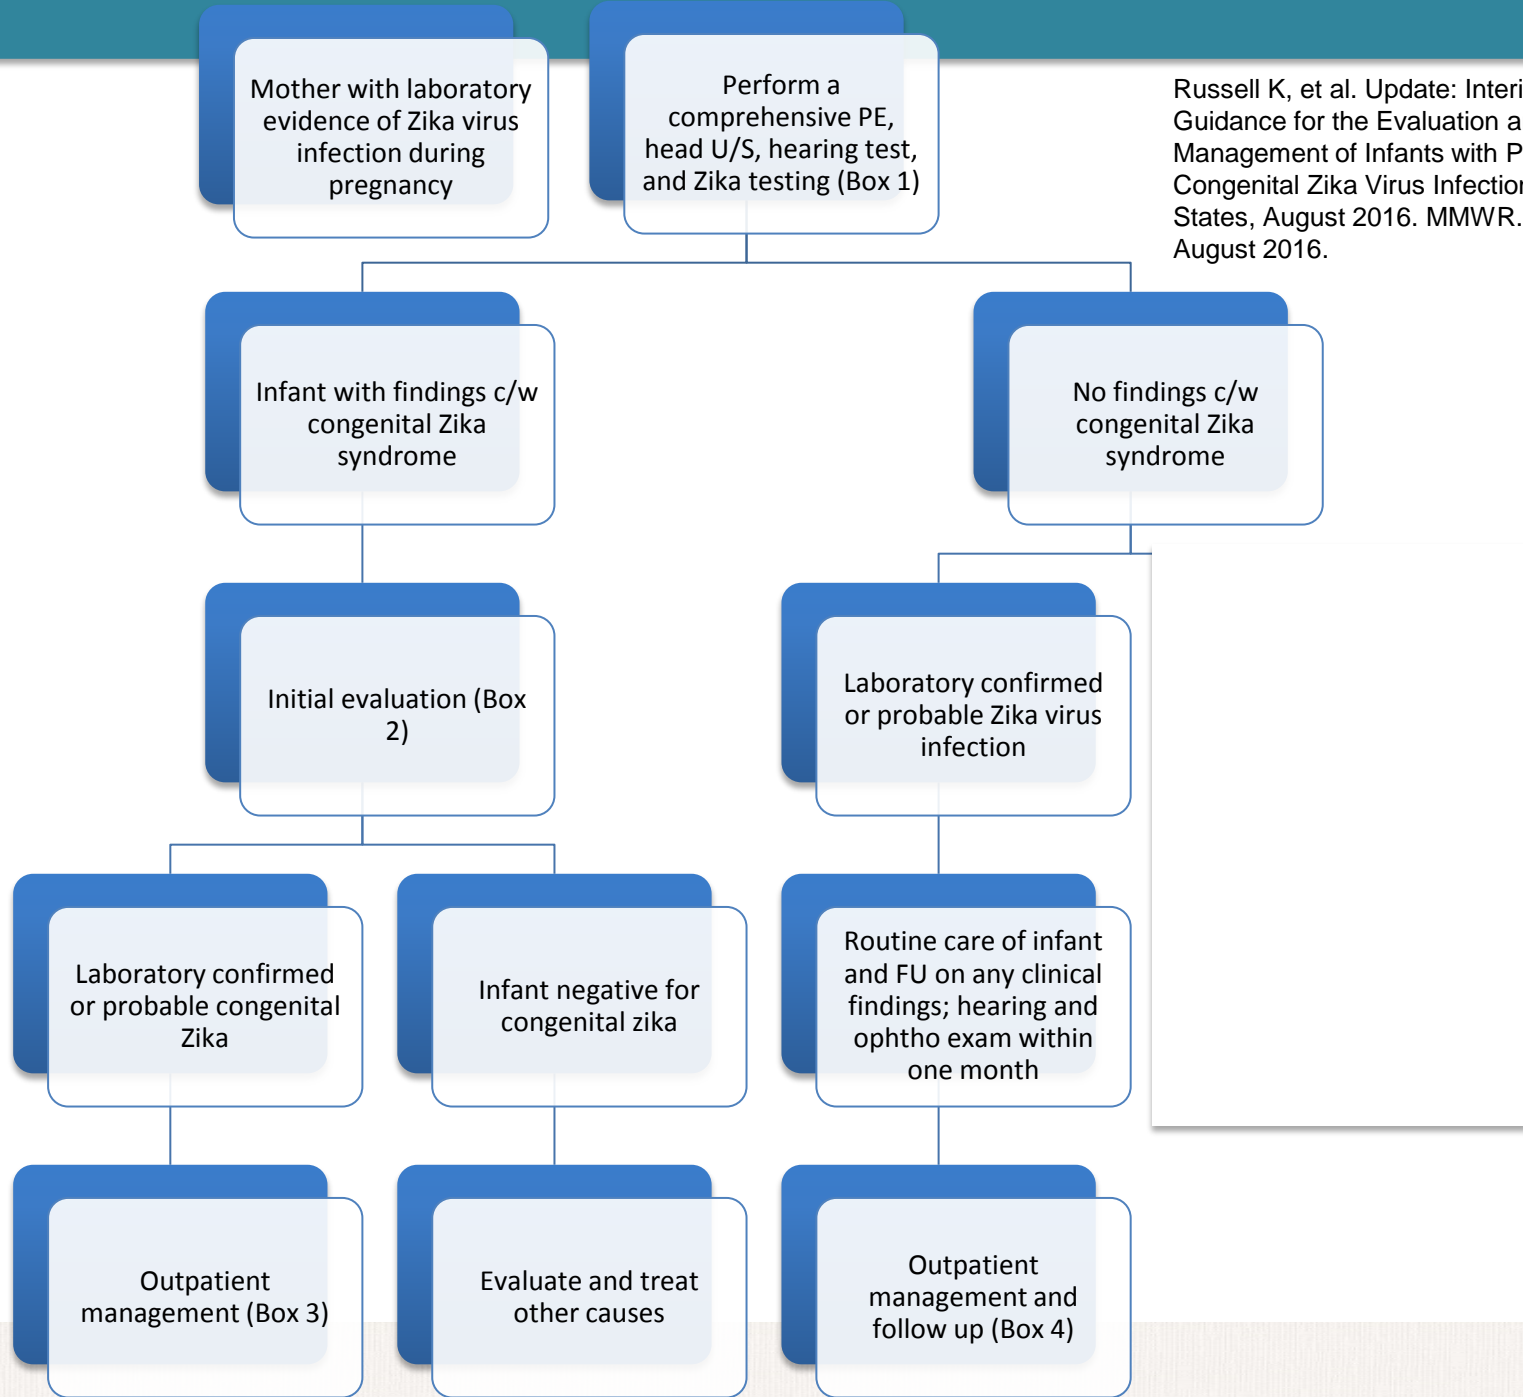 Mother with laboratory
evidence of Zika virus
infection during
pregnancy
Perform a
comprehensive PE,
head U/S, hearing test,
and Zika testing (Box 1)
Russell K, et al. Update: Interi
Guidance for the Evaluation a
Management of Infants with P
Congenital Zika Virus Infection
States, August 2016. MMWR.
August 2016.
Infant with findings c/w
congenital Zika
syndrome
No findings c/w
congenital Zika
syndrome
Initial evaluation (Box
2)
Laboratory confirmed
or probable Zika virus
infection
Laboratory confirmed
or probable congenital
Zika
Infant negative for
congenital zika
Routine care of infant
and FU on any clinical
findings; hearing and
ophtho exam within
one month
Outpatient
management (Box 3)
Evaluate and treat
other causes
Outpatient
management and
follow up (Box 4)